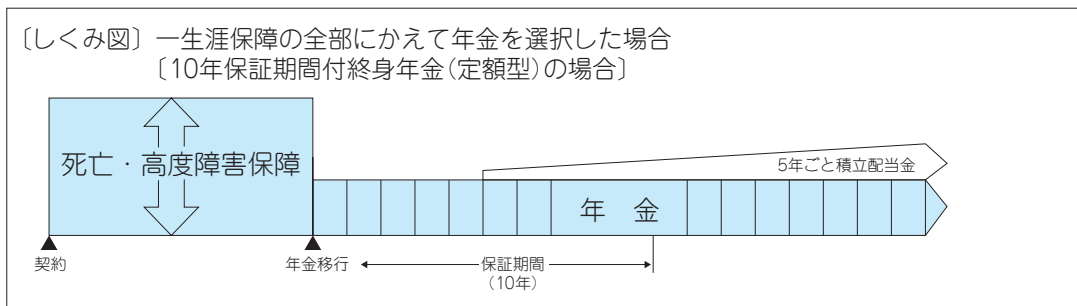 〔しくみ図〕一生涯保障の全部にかえて年金を選択した場合
〔10年保証期間付終身年金(定額型)の場合〕
死亡・高度障害保障
5年ごと積立配当金
年 金
契約
年金移行
保証期間
(10年)